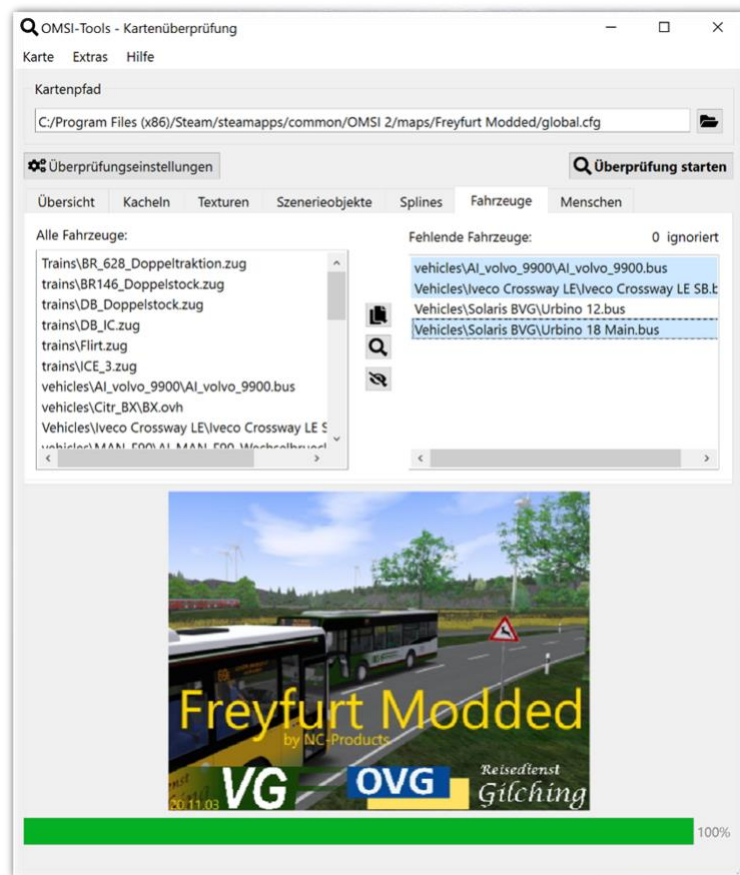 OMSI-Tools - Kartenüberprüfung
Karte Extras Hilfe
Kartenpfad
C:/Program Files (x86)/Steam/steamapps/common/OMSI 2/maps/Freyfurt Modded/global.cfg
Überprüfungseinstellungen
Überprüfung starten
Übersicht Kacheln Texturen Szenerieobjekte Splines Fahrzeuge Menschen
Alle Fahrzeuge:
Trains\BR_628_Doppeltraktion.zug
trains\BR146_Doppelstock.zug
trains\DB_Doppelstock.zug
trains\DB_IC.zug
trains\Flirt.zug
trains\ICE_3.zug
vehicles\AI_volvo_9900\AI_volvo_9900.bus
vehicles\Citr_BX\BX.ovh
Vehicles\Iveco Crossway LE\Iveco Crossway LE S
Fehlende Fahrzeuge: 0 ignoriert
vehicles\AI_volvo_9900\AI_volvo_9900.bus
Vehicles\Iveco Crossway LE\Iveco Crossway LE SB.b
Vehicles\Solaris BVG\Urbino 12.bus
Vehicles\Solaris BVG\Urbino 18 Main.bus
Freyfurt Modded
by NC-Products
VG OVG Reisedienst
Gilching
20.11.03
100%